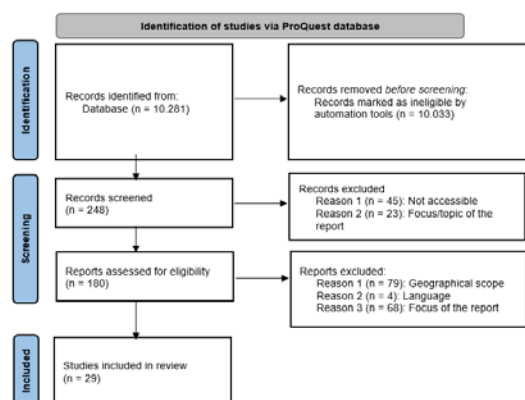 Identification of studies via ProQuest database
Identification
Records identified from:
Database (n = 10.281)
Records removed before screening:
Records marked as ineligible by
automation tools (n = 10.033)
Screening
Records screened
(n = 248)
Records excluded
Reason 1 (n = 45): Not accessible
Reason 2 (n = 23): Focus/topic of the
report
Reports assessed for eligibility
(n = 180)
Reports excluded:
Reason 1 (n = 79): Geographical scope
Reason 2 (n = 4): Language
Reason 3 (n = 68): Focus of the report
Included
Studies included in review
(n = 29)